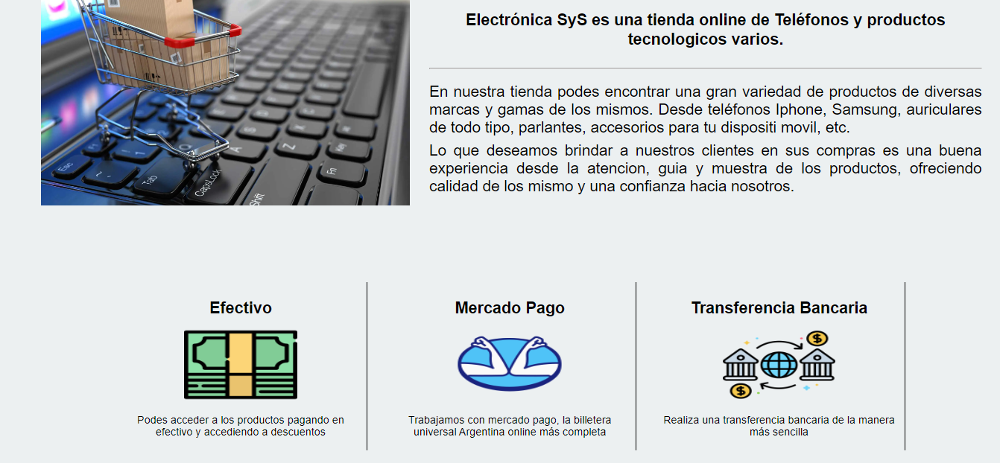 Electrónica SyS es una tienda online de Teléfonos y productos
tecnologicos varios.
En nuestra tienda podes encontrar una gran variedad de productos de diversas
marcas y gamas de los mismos. Desde teléfonos Iphone, Samsung, auriculares
de todo tipo, parlantes, accesorios para tu dispositi movil, etc.
Lo que deseamos brindar a nuestros clientes en sus compras es una buena
experiencia desde la atencion, guia y muestra de los productos, ofreciendo
calidad de los mismo y una confianza hacia nosotros.
Esc
Tab
CapsLock
Shift
A
Z
Fn
Efectivo
Mercado Pago
Transferencia Bancaria
$
$
Podes acceder a los productos pagando en
efectivo y accediendo a descuentos
Trabajamos con mercado pago, la billetera
universal Argentina online más completa
Realiza una transferencia bancaria de la manera
más sencilla